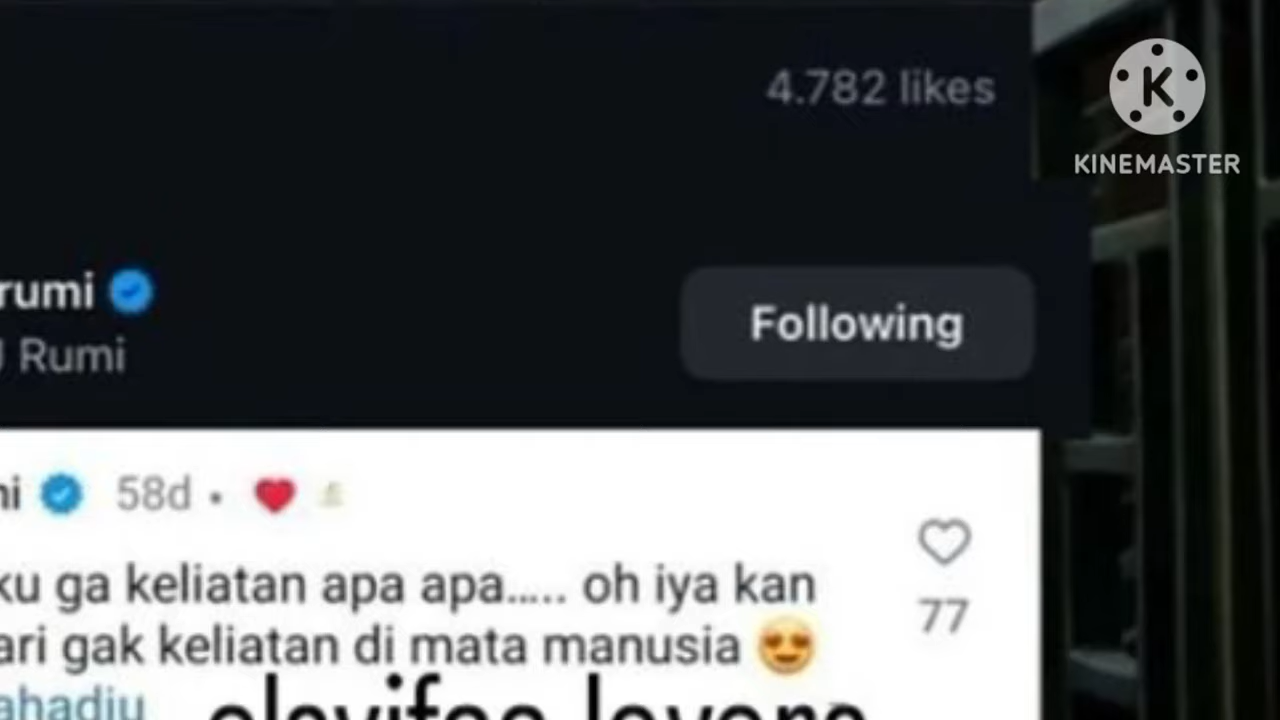 4.782 likes
KINEMASTER
rumi
Rumi
Following
58d
ku ga keliatan apa apa..... oh iya kan
ari gak keliatan di mata manusia
77